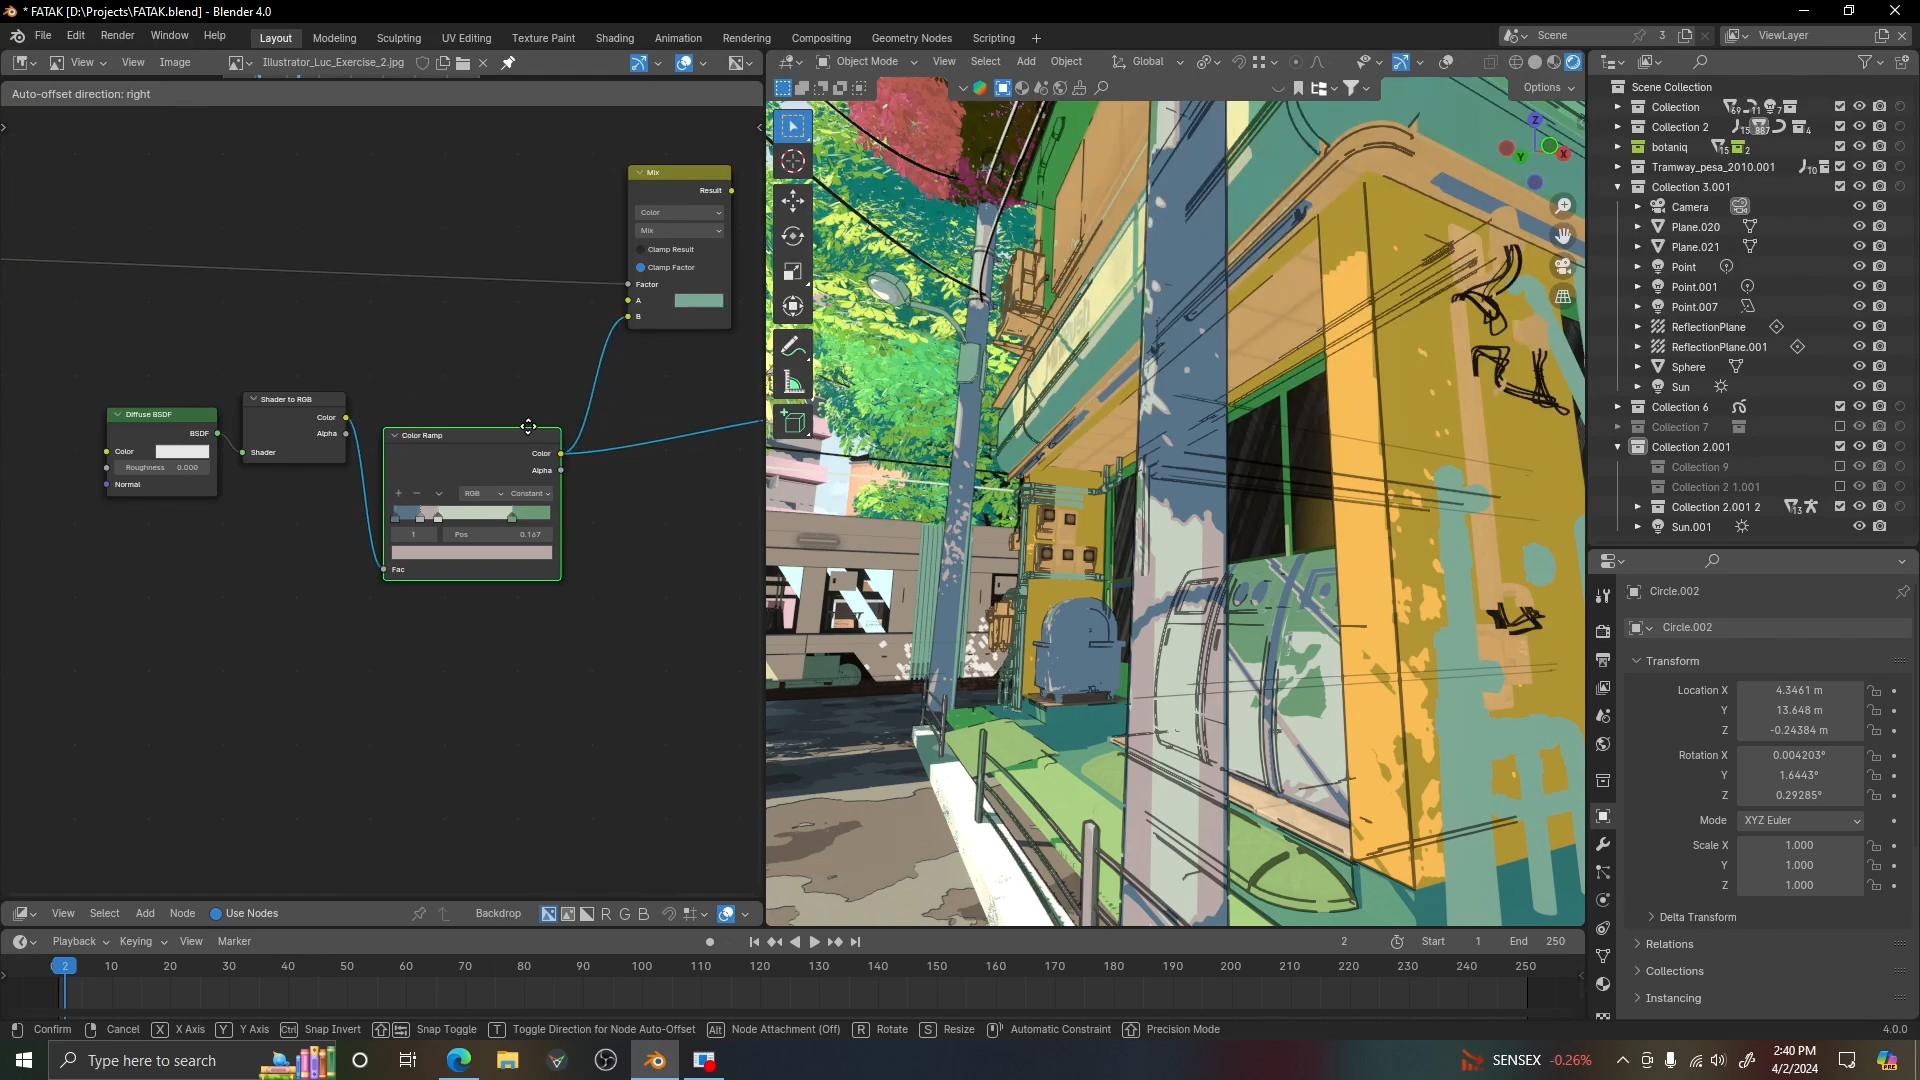 * FATAK [D:\Projects\FATAK.blend] - Blender 4.0
File Edit Render Window Help
Layout Modeling Sculpting UV Editing Texture Paint Shading Animation Rendering Compositing Geometry Nodes Scripting +
Scene 3 ViewLayer
View View Image Illustrator_Luc_Exercise_2.jpg
Object Mode View Select Add Object Global
Options
Auto-offset direction: right
Mix
Result
Color
Mix
Clamp Result
Clamp Factor
Factor
A
B
Diffuse BSDF
BSDF
Color
Roughness 0.000
Normal
Shader to RGB
Color
Alpha
Shader
Color Ramp
Color
Alpha
RGB Constant
1 Pos 0.167
Fac
Z
Y X
Scene Collection
Collection 69 11 7
Collection 2 15 887 4
botaniq 15 2
Tramway_pesa_2010.001 10
Collection 3.001
Camera
Plane.020
Plane.021
Point
Point.001
Point.007
ReflectionPlane
ReflectionPlane.001
Sphere
Sun
Collection 6
Collection 7
Collection 2.001
Collection 9
Collection 2 1.001
Collection 2.001 2 13
Sun.001
Circle.002
Circle.002
Transform
Location X 4.3461 m
Y 13.648 m
Z -0.24384 m
Rotation X 0.004203°
Y 1.6443°
Z 0.29285°
Mode XYZ Euler
Scale X 1.000
Y 1.000
Z 1.000
Delta Transform
Relations
Collections
Instancing
View Select Add Node Use Nodes Backdrop R G B
Playback Keying View Marker 2 Start 1 End 250
2 10 20 30 40 50 60 70 80 90 100 110 120 130 140 150 160 170 180 190 200 210 220 230 240 250
Confirm Cancel X X Axis Y Y Axis Ctrl Snap Invert Snap Toggle T Toggle Direction for Node Auto-Offset Alt Node Attachment (Off) R Rotate S Resize Automatic Constraint Precision Mode 4.0.0
Type here to search
SENSEX -0.26%
2:40 PM
4/2/2024
PRE